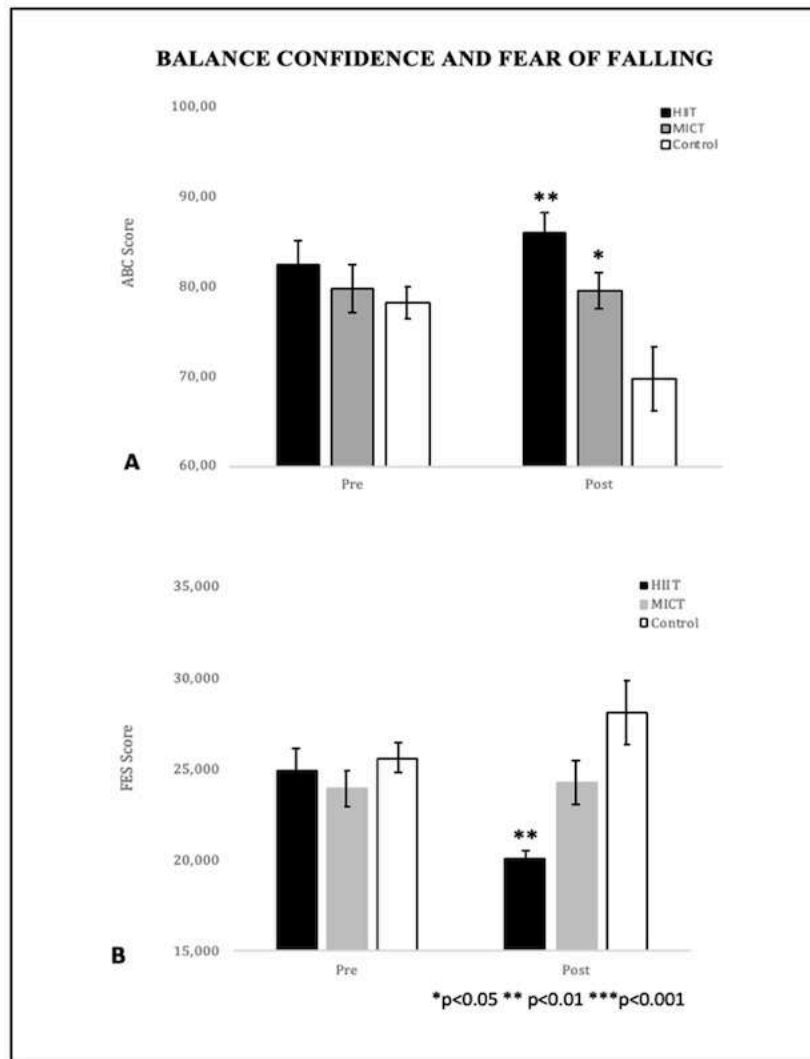 BALANCE CONFIDENCE AND FEAR OF FALLING
100,00
HIIT
MICT
Control
90,00
**
*
ABC Score
80,00
70,00
A
60,00
Pre
Post
35,000
HIIT
MICT
Control
30,000
FES Score
25,000
**
20,000
B
15,000
Pre
Post
*p<0.05 ** p<0.01 ***p<0.001